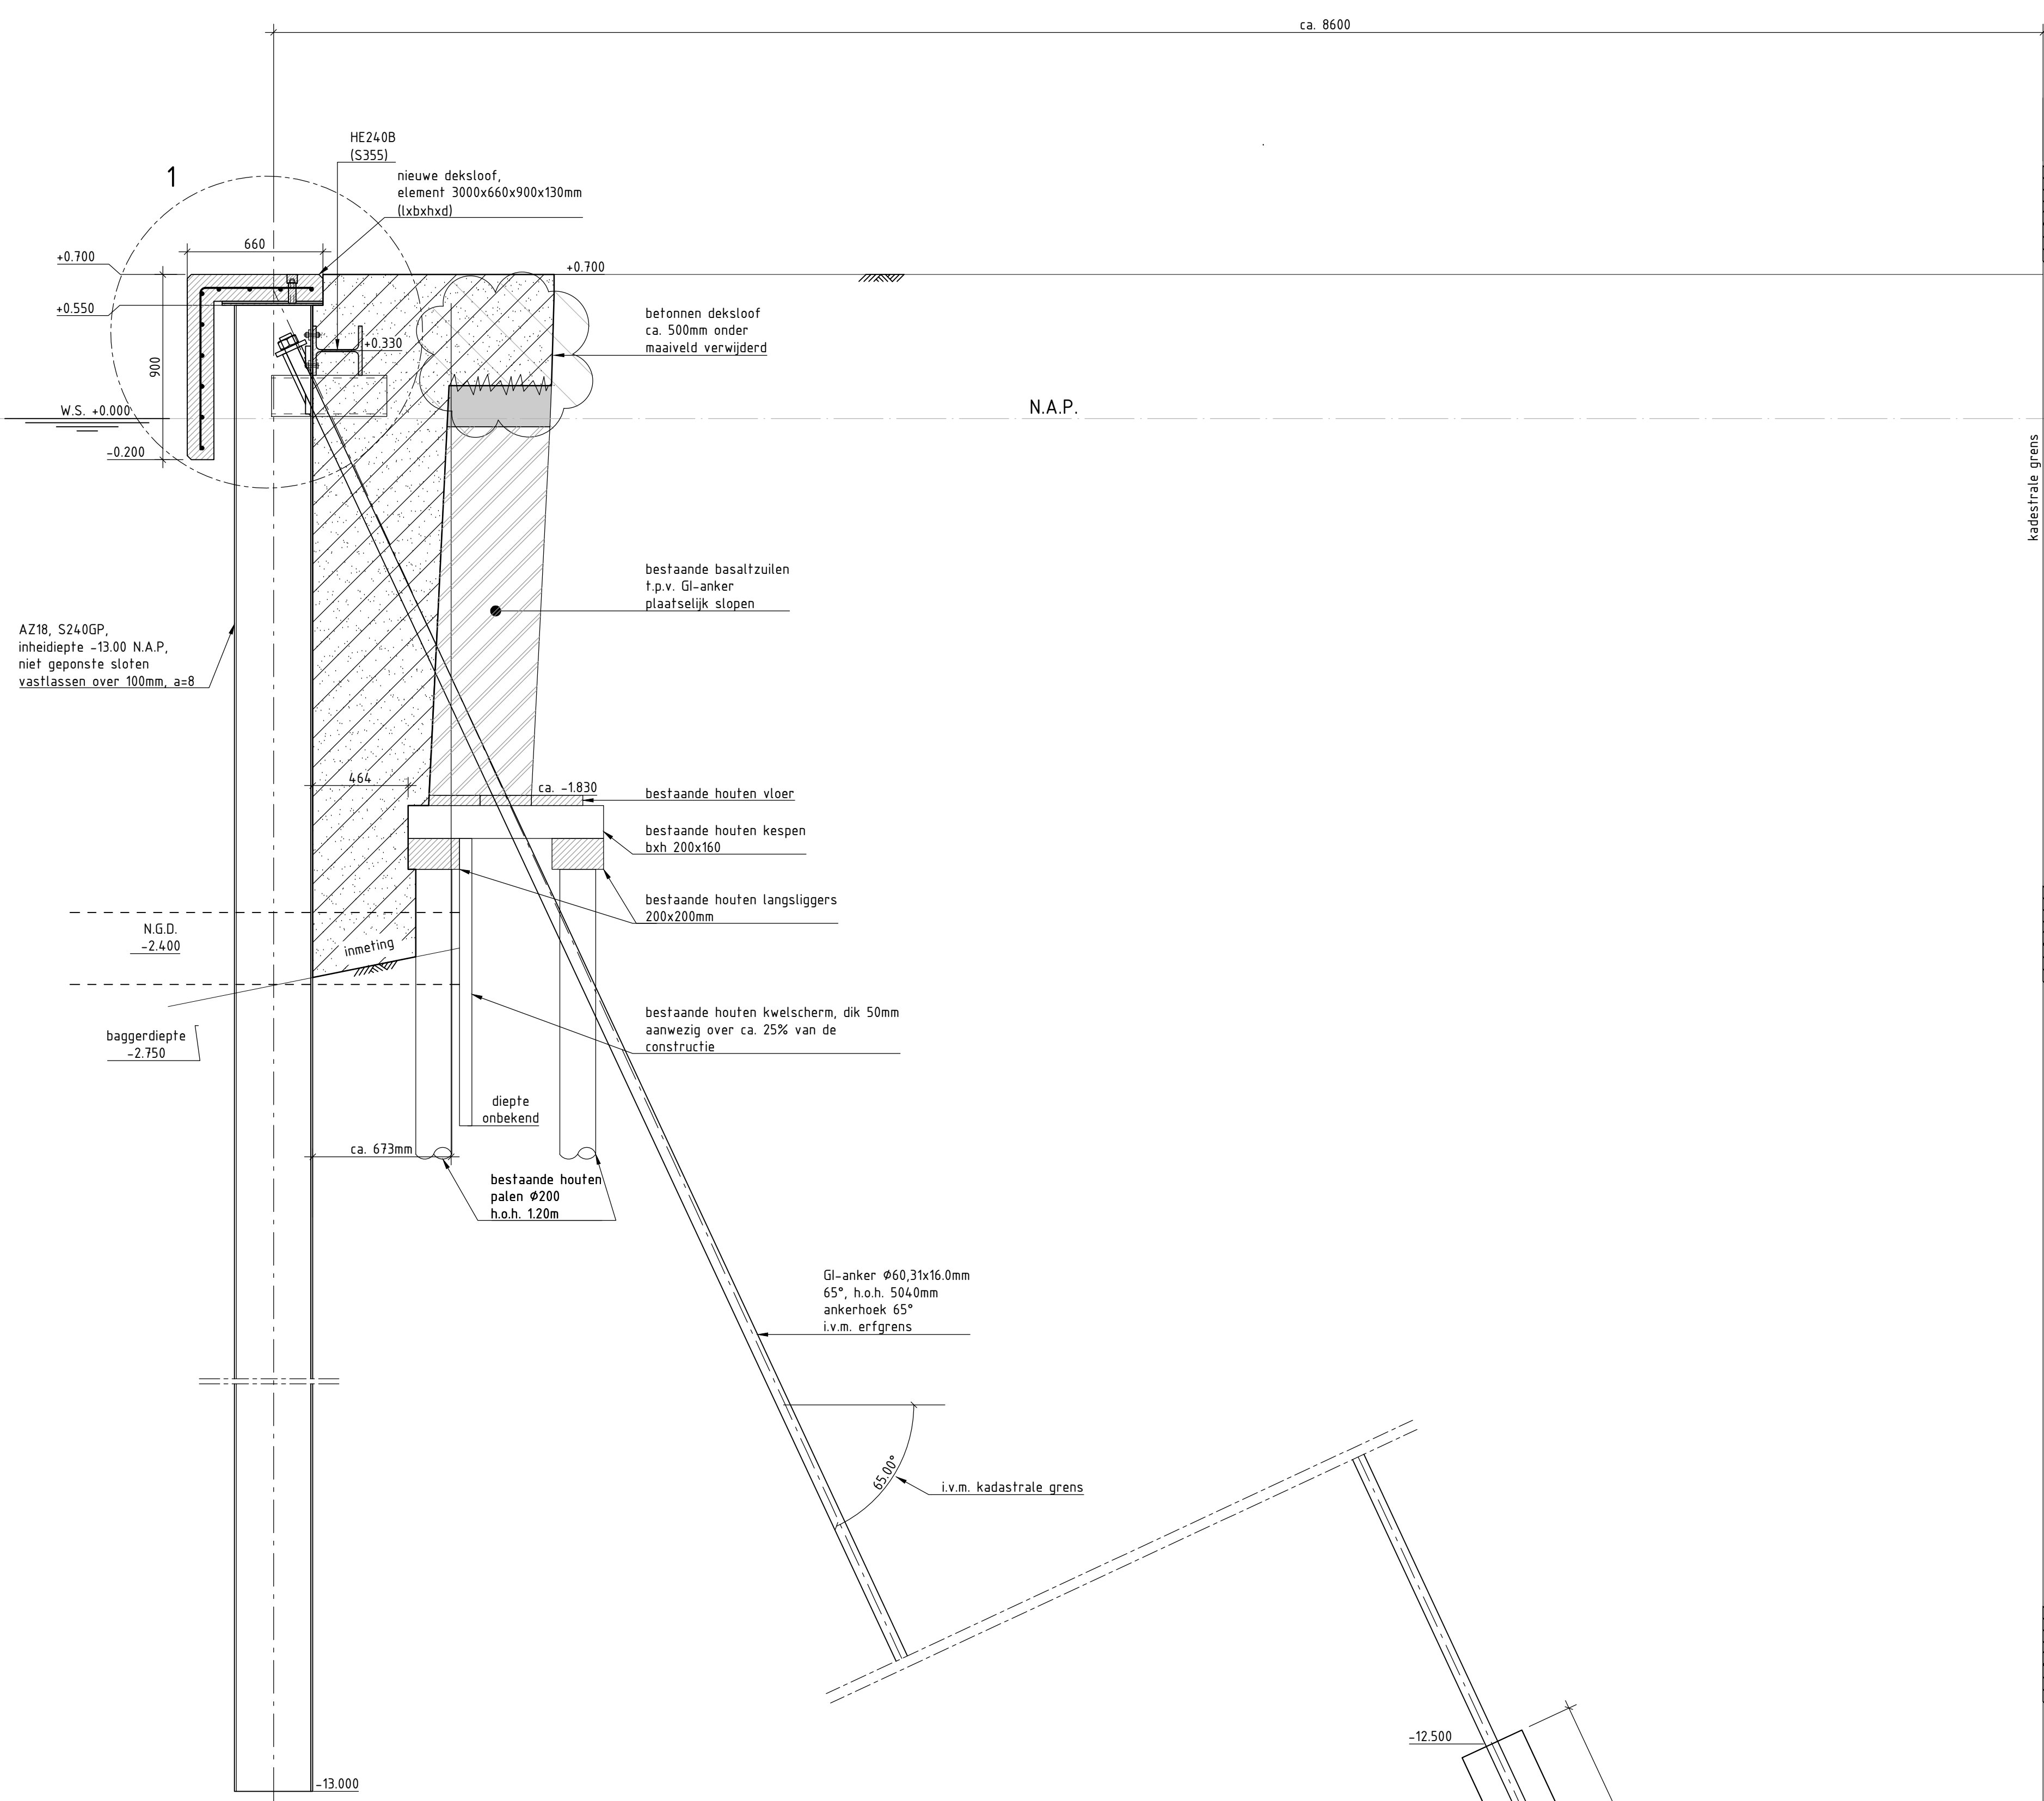 ca. 8600
HE240B
(S355)
1
nieuwe deksloof,
element 3000x660x900x130mm
(lxbxhxd)
660
+0.700
+0.700
+0.550
betonnen deksloof
ca. 500mm onder
maaiveld verwijderd
+0.330
900
W.S. +0.000
N.A.P.
-0.200
kadestrale grens
bestaande basaltzuilen
t.p.v. GI-anker
plaatselijk slopen
AZ18, S240GP,
inheidiepte -13.00 N.A.P,
niet geponste sloten
vastlassen over 100mm, a=8
464
ca. -1.830
bestaande houten vloer
bestaande houten kespen
bxh 200x160
bestaande houten langsliggers
200x200mm
N.G.D.
-2.400
inmeting
bestaande houten kwelscherm, dik 50mm
aanwezig over ca. 25% van de
constructie
baggerdiepte
-2.750
diepte
onbekend
ca. 673mm
bestaande houten
palen Ø200
h.o.h. 1.20m
GI-anker Ø60,31x16.0mm
65°, h.o.h. 5040mm
ankerhoek 65°
i.v.m. erfgrens
65.00°
i.v.m. kadastrale grens
-12.500
-13.000